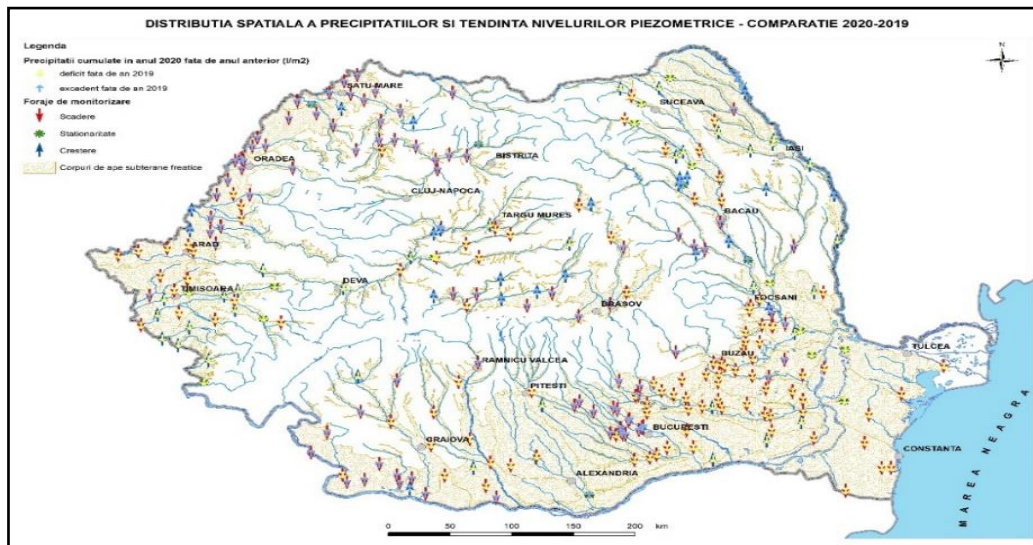 DISTRIBUTIA SPATIALA A PRECIPITATIILOR SI TENDINTA NIVELURILOR PIEZOMETRICE - COMPARATIE 2020-2019
Legenda
Precipitatii cumulate in anul 2020 fata de anul anterior (l/m2)
deficit fata de an 2019
excedent fata de an 2019
Foraje de monitorizare
Scadere
Stationaritate
Crestere
Corpuri de ape subterane freatice
N
SATU-MARE
SUCEAVA
ORADEA
BISTRITA
IASI
CLUJ-NAPOCA
TARGU MURES
BACAU
ARAD
DEVA
TIMISOARA
BRASOV
FOCSANI
TULCEA
RAMNICU VALCEA
BUZAU
PITESTI
BUCURESTI
CRAIOVA
CONSTANTA
ALEXANDRIA
MAREA NEAGRA
0 50 100 150 200 km